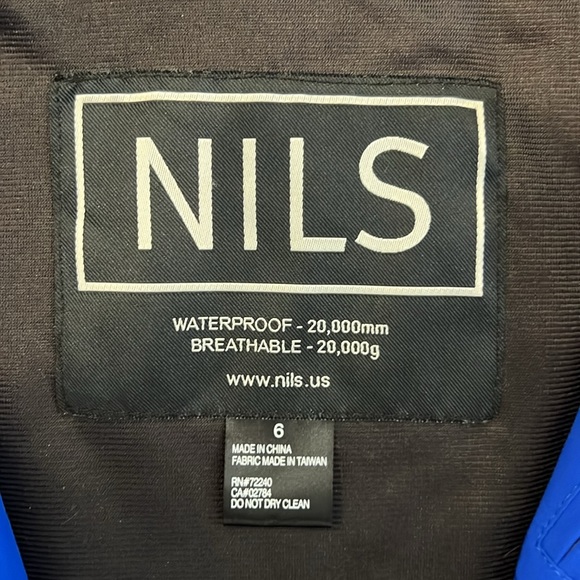 NILS
WATERPROOF - 20,000mm
BREATHABLE - 20,000g
www.nils.us
6
MADE IN CHINA
FABRIC MADE IN TAIWAN
RN#72240
CA#02784
DO NOT DRY CLEAN